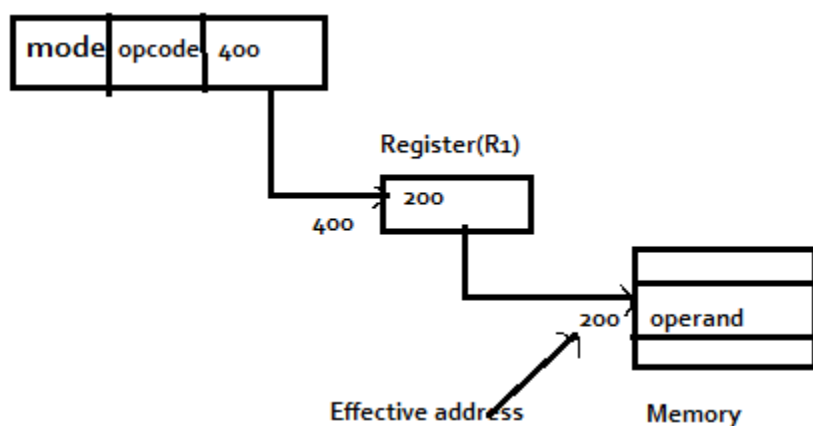 mode opcode 400
Register(R1)
200
400
200 operand
Effective address
Memory